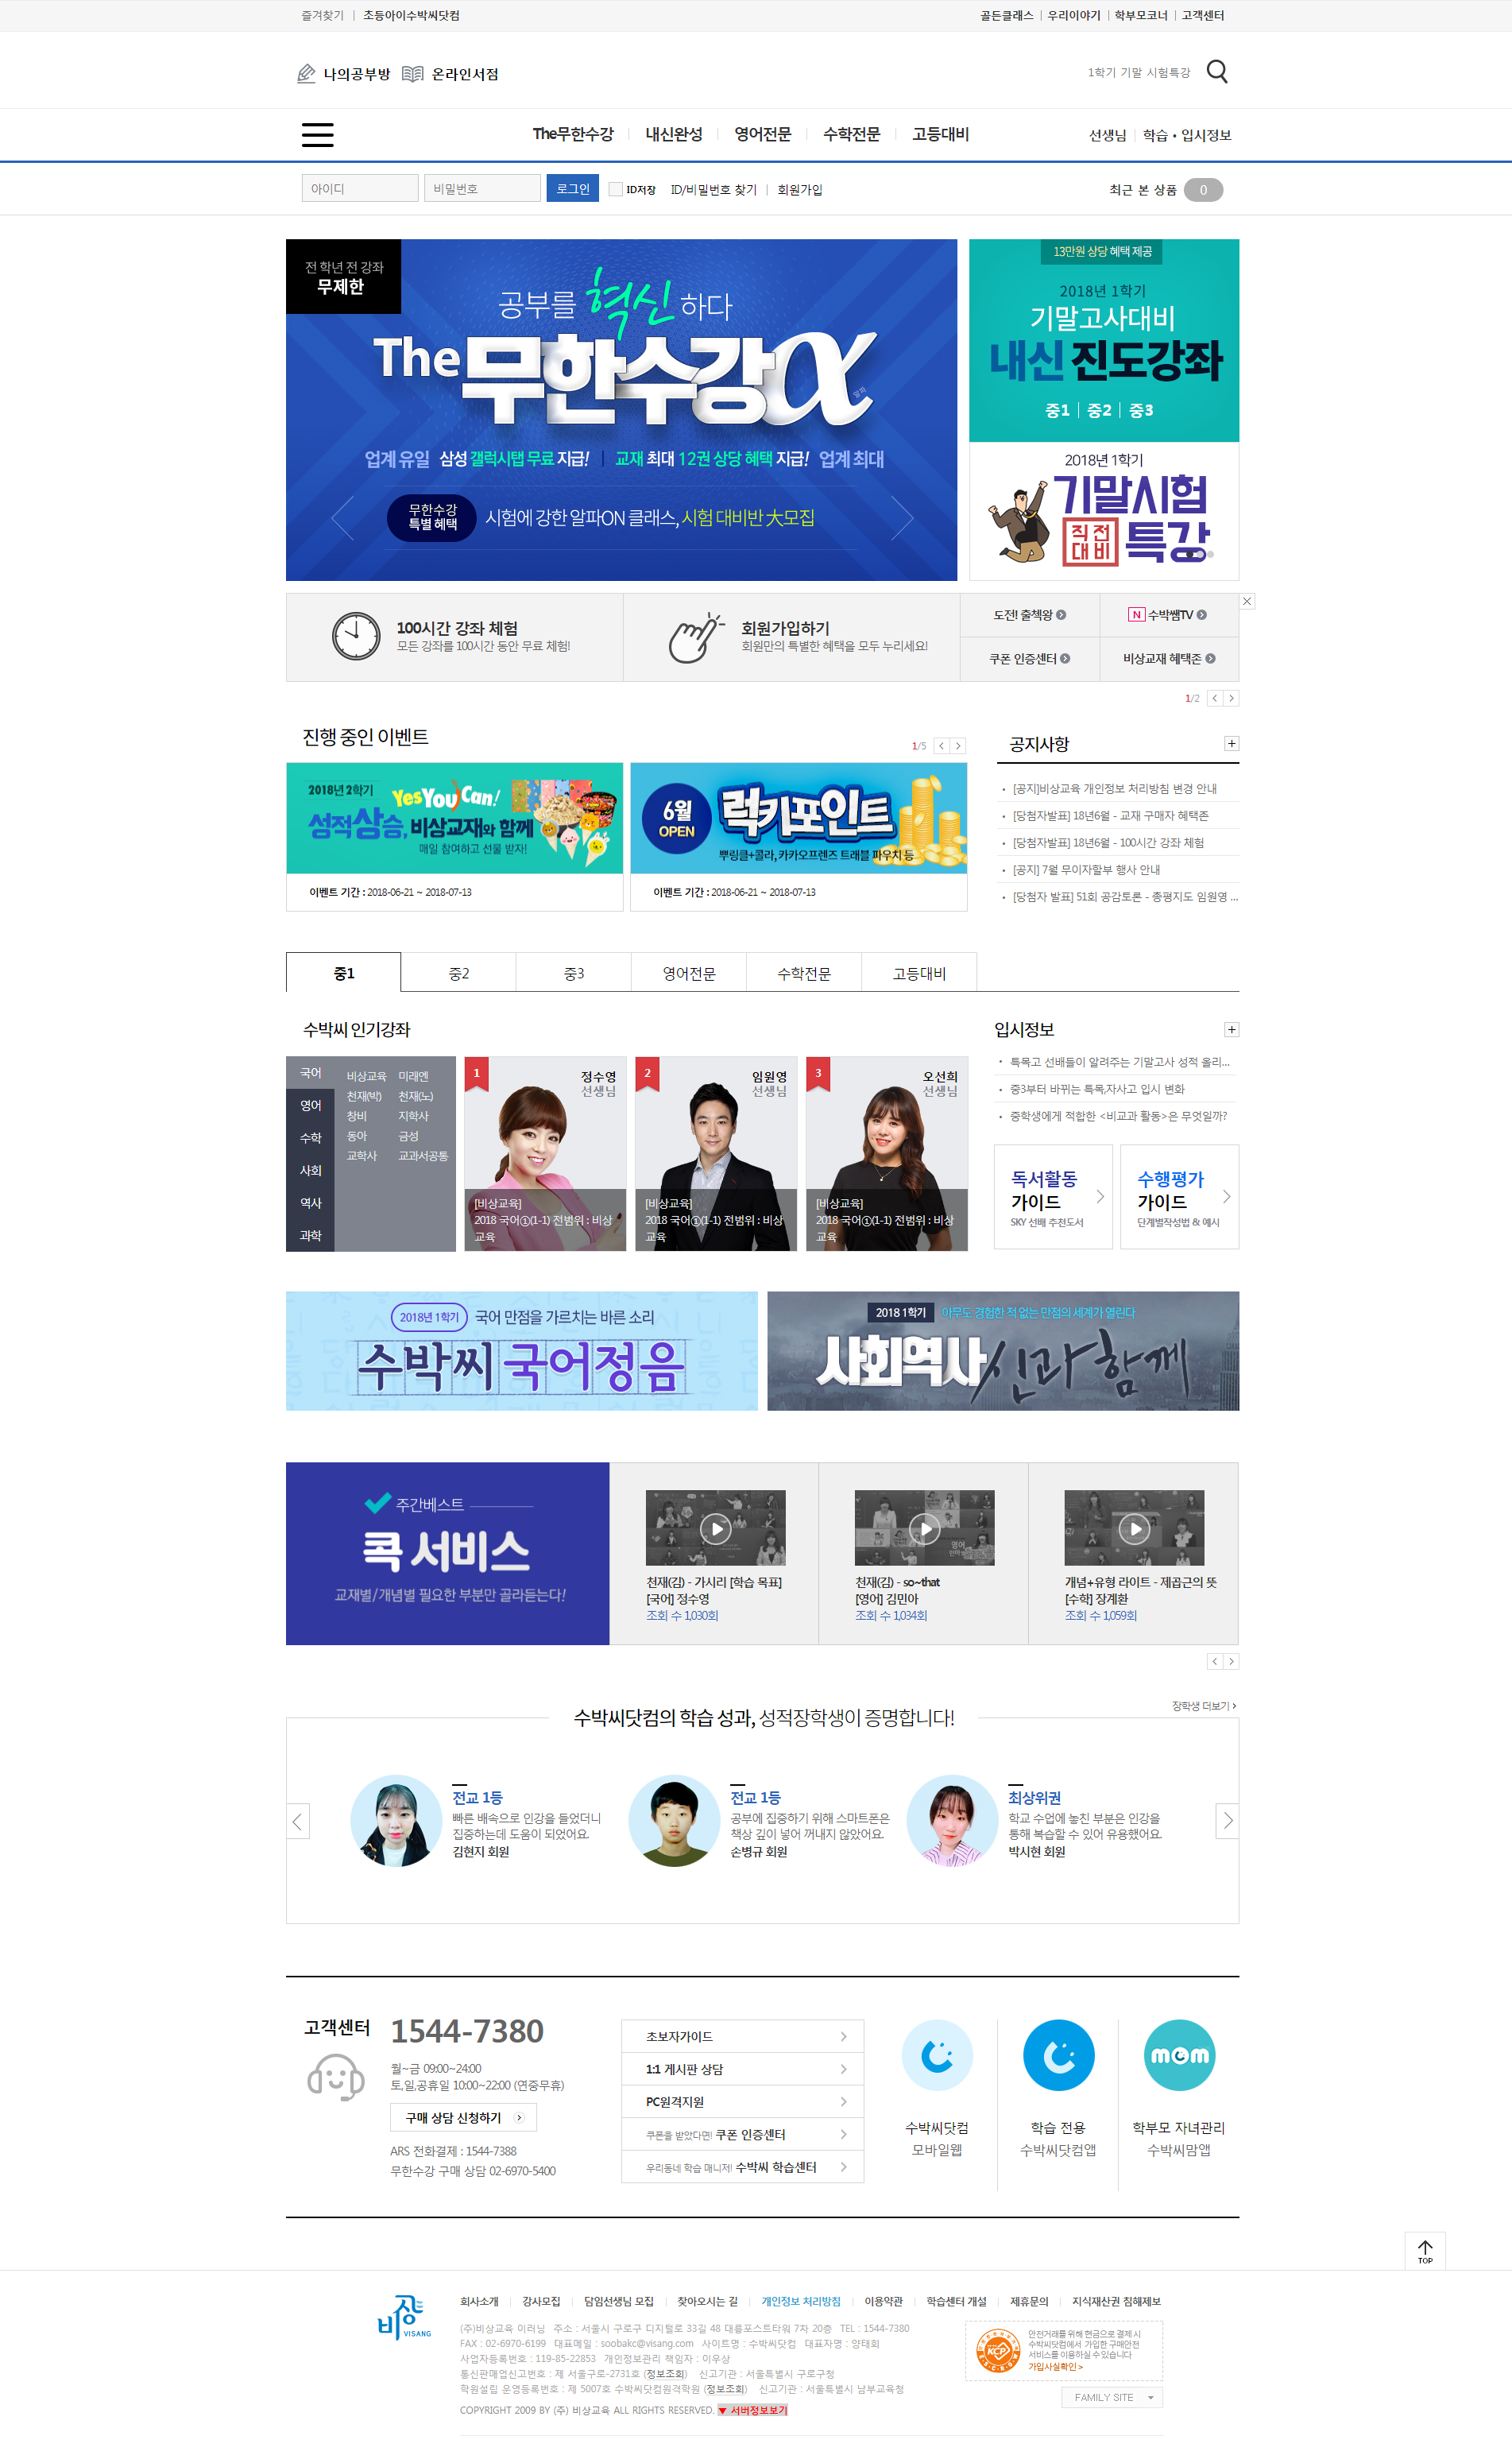 즐겨찾기 | 초등아이수박씨닷컴
골든클래스 | 우리이야기 | 학부모코너 | 고객센터
나의공부방 온라인서점
1학기 기말 시험특강
The무한수강 | 내신완성 | 영어전문 | 수학전문 | 고등대비
선생님 | 학습 • 입시정보
아이디 비밀번호 로그인 ID저장 ID/비밀번호 찾기 | 회원가입
최근 본 상품 0
전 학년 전 강좌
무제한
공부를 혁신하다
The무한수강α
알파
업계 유일 삼성 갤럭시탭 무료 지급! | 교재 최대 12권 상당 혜택 지급! 업계 최대
무한수강
특별 혜택
시험에 강한 알파ON 클래스, 시험 대비반 大모집
13만원 상당 혜택 제공
2018년 1학기
기말고사대비
내신 진도강좌
중1 | 중2 | 중3
2018년 1학기
기말시험
직전
대비
특강
100시간 강좌 체험
모든 강좌를 100시간 동안 무료 체험!
회원가입하기
회원만의 특별한 혜택을 모두 누리세요!
도전! 출첵왕
N 수박쌤TV
쿠폰 인증센터
비상교재 혜택존
1/2
진행 중인 이벤트
1/5
2018년 2학기 YesYouCan!
성적상승, 비상교재와 함께
매일 참여하고 선물 받자!
이벤트 기간 : 2018-06-21 ~ 2018-07-13
6월
OPEN
럭키포인트
뿌링클+콜라, 카카오프렌즈 트래블 파우치 등
이벤트 기간 : 2018-06-21 ~ 2018-07-13
공지사항
[공지]비상교육 개인정보 처리방침 변경 안내
[당첨자발표] 18년6월 - 교재 구매자 혜택존
[당첨자발표] 18년6월 - 100시간 강좌 체험
[공지] 7월 무이자할부 행사 안내
[당첨자 발표] 51회 공감토론 - 총평지도 임원영 ...
중1 중2 중3 영어전문 수학전문 고등대비
수박씨 인기강좌
국어
영어
수학
사회
역사
과학
비상교육 미래엔
천재(박) 천재(노)
창비 지학사
동아 금성
교학사 교과서공통
1
정수영
선생님
[비상교육]
2018 국어①(1-1) 전범위 : 비상
교육
2
임원영
선생님
[비상교육]
2018 국어①(1-1) 전범위 : 비상
교육
3
오선희
선생님
[비상교육]
2018 국어①(1-1) 전범위 : 비상
교육
입시정보
특목고 선배들이 알려주는 기말고사 성적 올리...
중3부터 바뀌는 특목,자사고 입시 변화
중학생에게 적합한 <비교과 활동>은 무엇일까?
독서활동
가이드
SKY 선배 추천도서
수행평가
가이드
단계별작성법 & 예시
2018년 1학기 국어 만점을 가르치는 바른 소리
수박씨 국어정음
2018 1학기 아무도 경험한 적 없는 만점의 세계가 열린다
사회역사 신과 함께
주간베스트
콕 서비스
교재별/개념별 필요한 부분만 골라듣는다!
천재(김) - 가시리 [학습 목표]
[국어] 정수영
조회 수 1,030회
천재(김) - so~that
[영어] 김민아
조회 수 1,034회
개념+유형 라이트 - 제곱근의 뜻
[수학] 장계환
조회 수 1,059회
장학생 더보기 >
수박씨닷컴의 학습 성과, 성적장학생이 증명합니다!
전교 1등
빠른 배속으로 인강을 들었더니
집중하는데 도움이 되었어요.
김현지 회원
전교 1등
공부에 집중하기 위해 스마트폰은
책상 깊이 넣어 꺼내지 않았어요.
손병규 회원
최상위권
학교 수업에 놓친 부분은 인강을
통해 복습할 수 있어 유용했어요.
박시현 회원
고객센터
1544-7380
월~금 09:00~24:00
토,일,공휴일 10:00~22:00 (연중무휴)
구매 상담 신청하기
ARS 전화결제 : 1544-7388
무한수강 구매 상담 02-6970-5400
초보자가이드
1:1 게시판 상담
PC원격지원
쿠폰을 받았다면! 쿠폰 인증센터
우리동네 학습 매니저! 수박씨 학습센터
수박씨닷컴
모바일웹
학습 전용
수박씨닷컴앱
mom
학부모 자녀관리
수박씨맘앱
TOP
비상 VISANG
회사소개 | 강사모집 | 담임선생님 모집 | 찾아오시는 길 | 개인정보 처리방침 | 이용약관 | 학습센터 개설 | 제휴문의 | 지식재산권 침해제보
(주)비상교육 이러닝 주소 : 서울시 구로구 디지털로 33길 48 대륭포스트타워 7차 20층 TEL : 1544-7380
FAX : 02-6970-6199 대표메일 : soobakc@visang.com 사이트명 : 수박씨닷컴 대표자명 : 양태회
사업자등록번호 : 119-85-22853 개인정보관리 책임자 : 이우상
통신판매업신고번호 : 제 서울구로-2731호 (정보조회) 신고기관 : 서울특별시 구로구청
학원설립 운영등록번호 : 제 5007호 수박씨닷컴원격학원 (정보조회) 신고기관 : 서울특별시 남부교육청
COPYRIGHT 2009 BY (주) 비상교육 ALL RIGHTS RESERVED. ▼ 서버정보보기
KCP
안전거래를 위해 현금으로 결제 시
수박씨닷컴에서 가입한 구매안전
서비스를 이용하실 수 있습니다
가입사실확인 >
FAMILY SITE